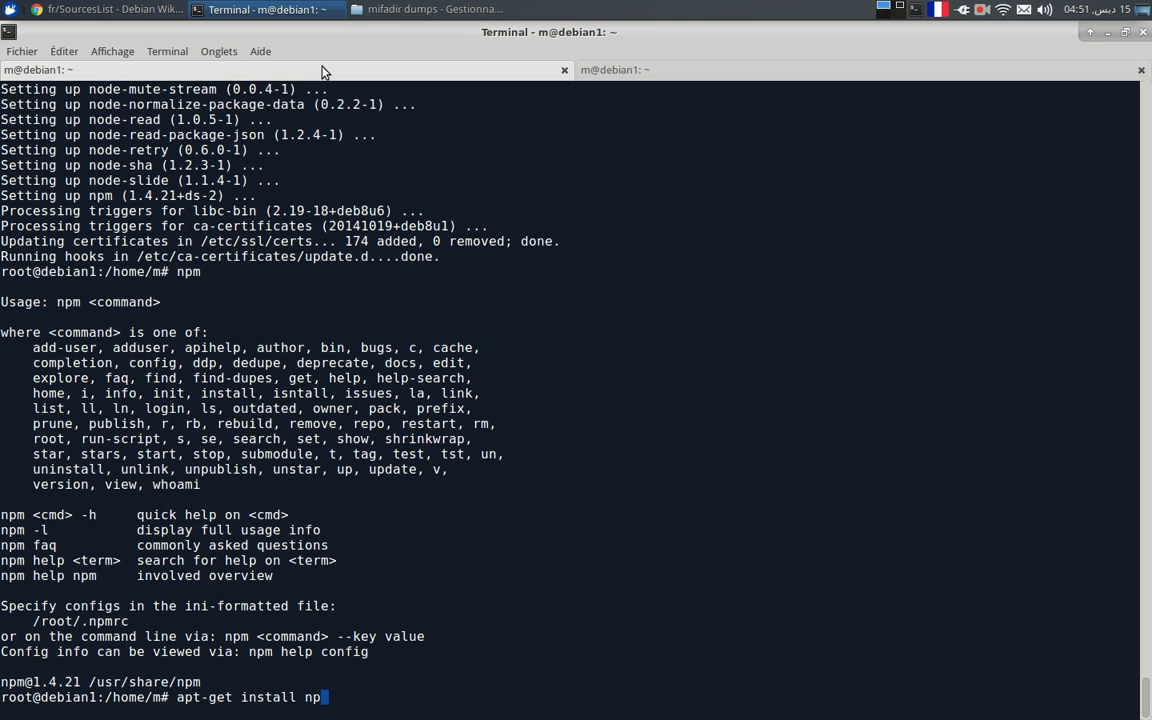 fr/SourcesList - Debian Wik... Terminal - m@debian1: ~ mifadir dumps - Gestionna... 15 ديس, 04:51
Terminal - m@debian1: ~
Fichier Éditer Affichage Terminal Onglets Aide
m@debian1: ~ m@debian1: ~
Setting up node-mute-stream (0.0.4-1) ...
Setting up node-normalize-package-data (0.2.2-1) ...
Setting up node-read (1.0.5-1) ...
Setting up node-read-package-json (1.2.4-1) ...
Setting up node-retry (0.6.0-1) ...
Setting up node-sha (1.2.3-1) ...
Setting up node-slide (1.1.4-1) ...
Setting up npm (1.4.21+ds-2) ...
Processing triggers for libc-bin (2.19-18+deb8u6) ...
Processing triggers for ca-certificates (20141019+deb8u1) ...
Updating certificates in /etc/ssl/certs... 174 added, 0 removed; done.
Running hooks in /etc/ca-certificates/update.d....done.
root@debian1:/home/m# npm
Usage: npm <command>
where <command> is one of:
    add-user, adduser, apihelp, author, bin, bugs, c, cache,
    completion, config, ddp, dedupe, deprecate, docs, edit,
    explore, faq, find, find-dupes, get, help, help-search,
    home, i, info, init, install, isntall, issues, la, link,
    list, ll, ln, login, ls, outdated, owner, pack, prefix,
    prune, publish, r, rb, rebuild, remove, repo, restart, rm,
    root, run-script, s, se, search, set, show, shrinkwrap,
    star, stars, start, stop, submodule, t, tag, test, tst, un,
    uninstall, unlink, unpublish, unstar, up, update, v,
    version, view, whoami
npm <cmd> -h     quick help on <cmd>
npm -l           display full usage info
npm faq          commonly asked questions
npm help <term>  search for help on <term>
npm help npm     involved overview
Specify configs in the ini-formatted file:
    /root/.npmrc
or on the command line via: npm <command> --key value
Config info can be viewed via: npm help config
npm@1.4.21 /usr/share/npm
root@debian1:/home/m# apt-get install np